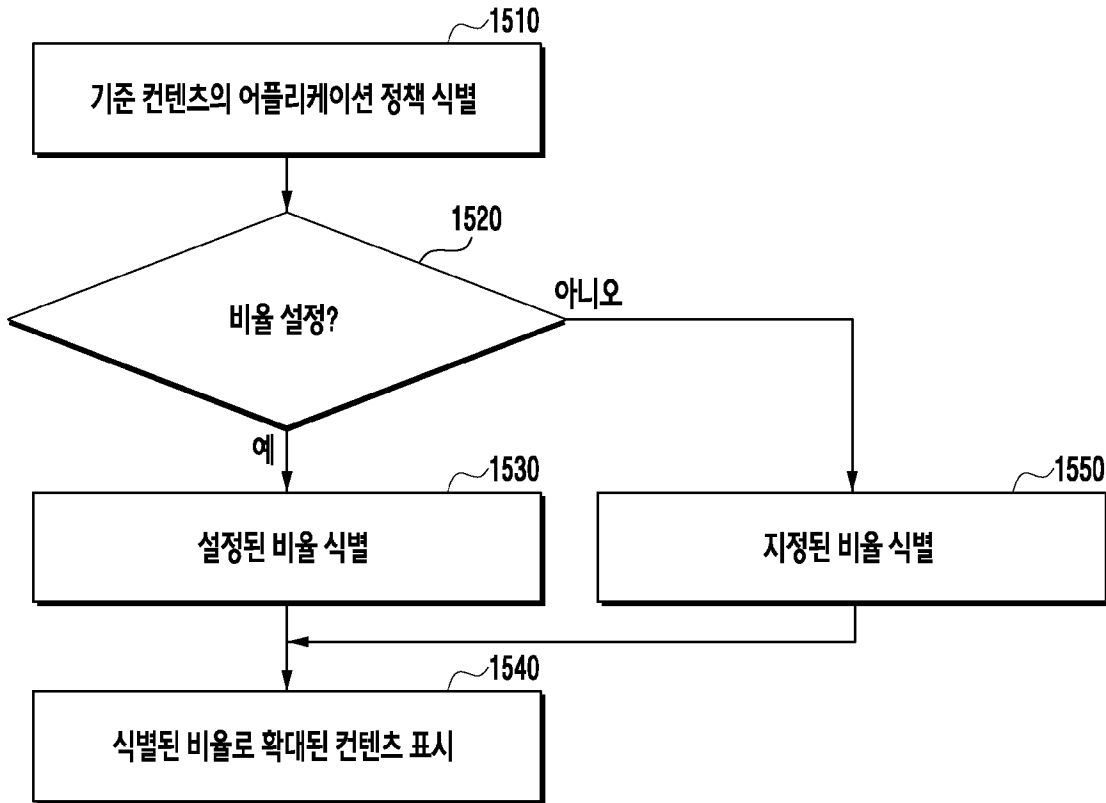 1510
기준 컨텐츠의 어플리케이션 정책 식별
1520
비율 설정?
아니오
예
1530
설정된 비율 식별
1550
지정된 비율 식별
1540
식별된 비율로 확대된 컨텐츠 표시